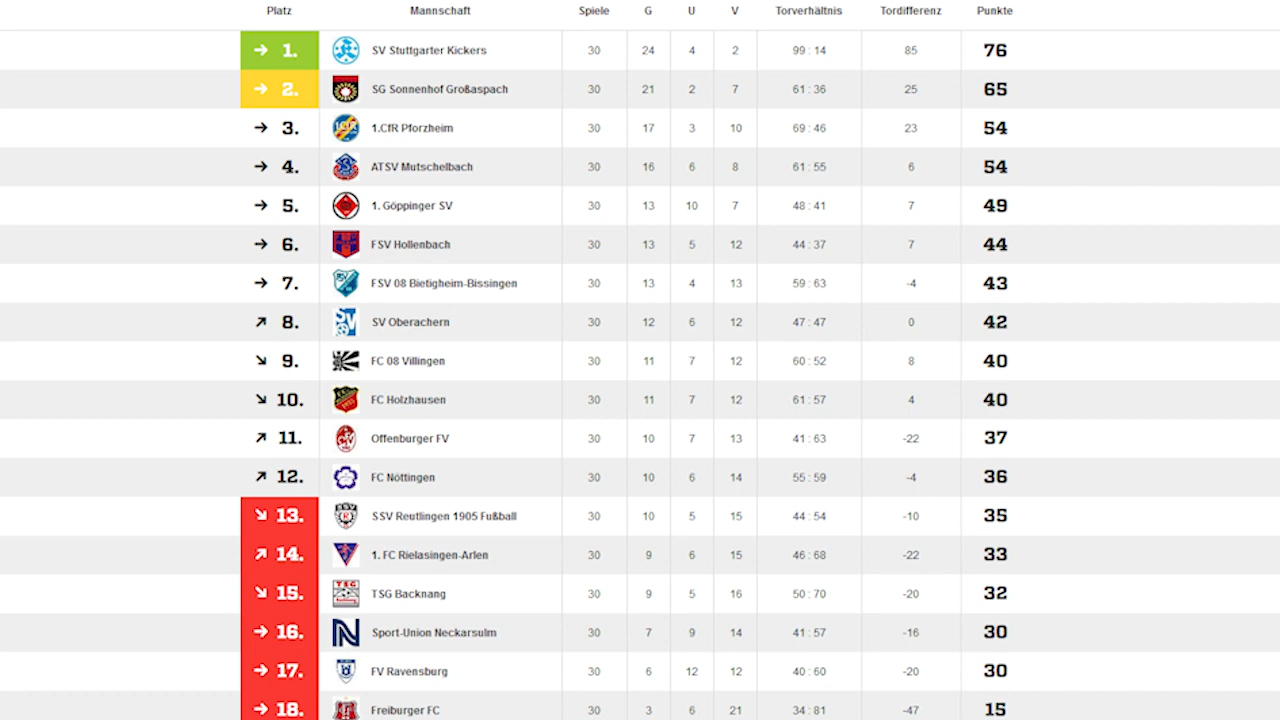 Platz Mannschaft Spiele G U V Torverhältnis Tordifferenz Punkte
1. SV Stuttgarter Kickers 30 24 4 2 99 : 14 85 76
2. SG Sonnenhof Großaspach 30 21 2 7 61 : 36 25 65
3. 1.CfR Pforzheim 30 17 3 10 69 : 46 23 54
4. ATSV Mutschelbach 30 16 6 8 61 : 55 6 54
5. 1. Göppinger SV 30 13 10 7 48 : 41 7 49
6. FSV Hollenbach 30 13 5 12 44 : 37 7 44
7. FSV 08 Bietigheim-Bissingen 30 13 4 13 59 : 63 -4 43
8. SV Oberachern 30 12 6 12 47 : 47 0 42
9. FC 08 Villingen 30 11 7 12 60 : 52 8 40
10. FC Holzhausen 30 11 7 12 61 : 57 4 40
11. Offenburger FV 30 10 7 13 41 : 63 -22 37
12. FC Nöttingen 30 10 6 14 55 : 59 -4 36
13. SSV Reutlingen 1905 Fußball 30 10 5 15 44 : 54 -10 35
14. 1. FC Rielasingen-Arlen 30 9 6 15 46 : 68 -22 33
15. TSG Backnang 30 9 5 16 50 : 70 -20 32
16. Sport-Union Neckarsulm 30 7 9 14 41 : 57 -16 30
17. FV Ravensburg 30 6 12 12 40 : 60 -20 30
18. Freiburger FC 30 3 6 21 34 : 81 -47 15